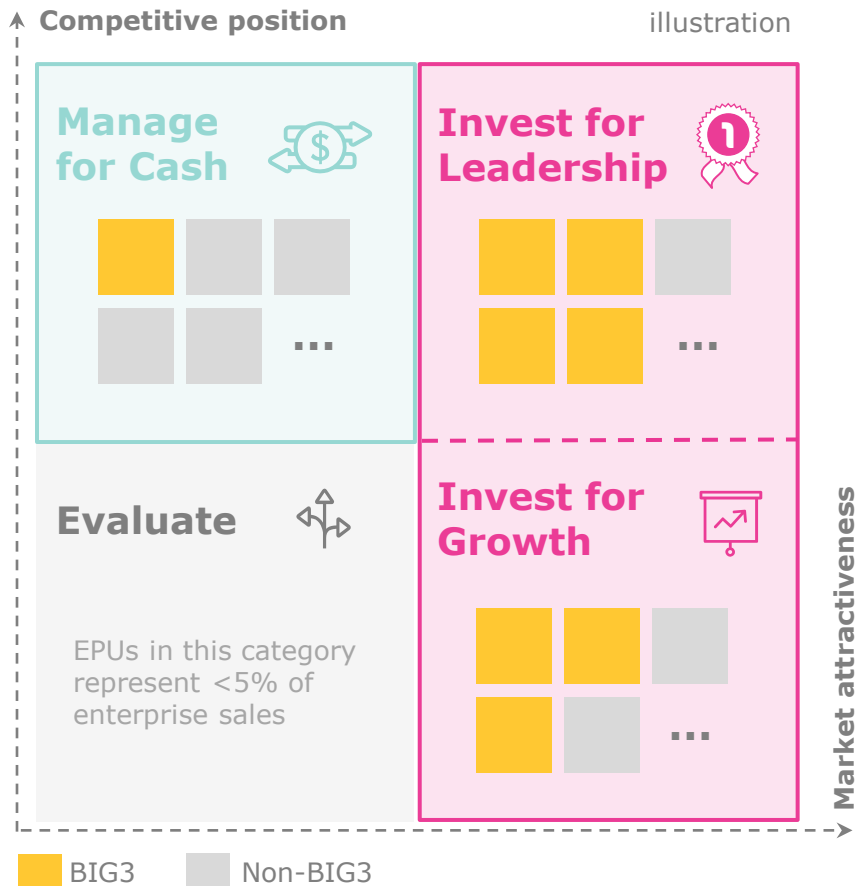 Competitive position
illustration
Manage
for Cash
$
...
Invest for
Leadership
1
...
Evaluate
EPUs in this category
represent <5% of
enterprise sales
Invest for
Growth
...
Market attractiveness
BIG3
Non-BIG3